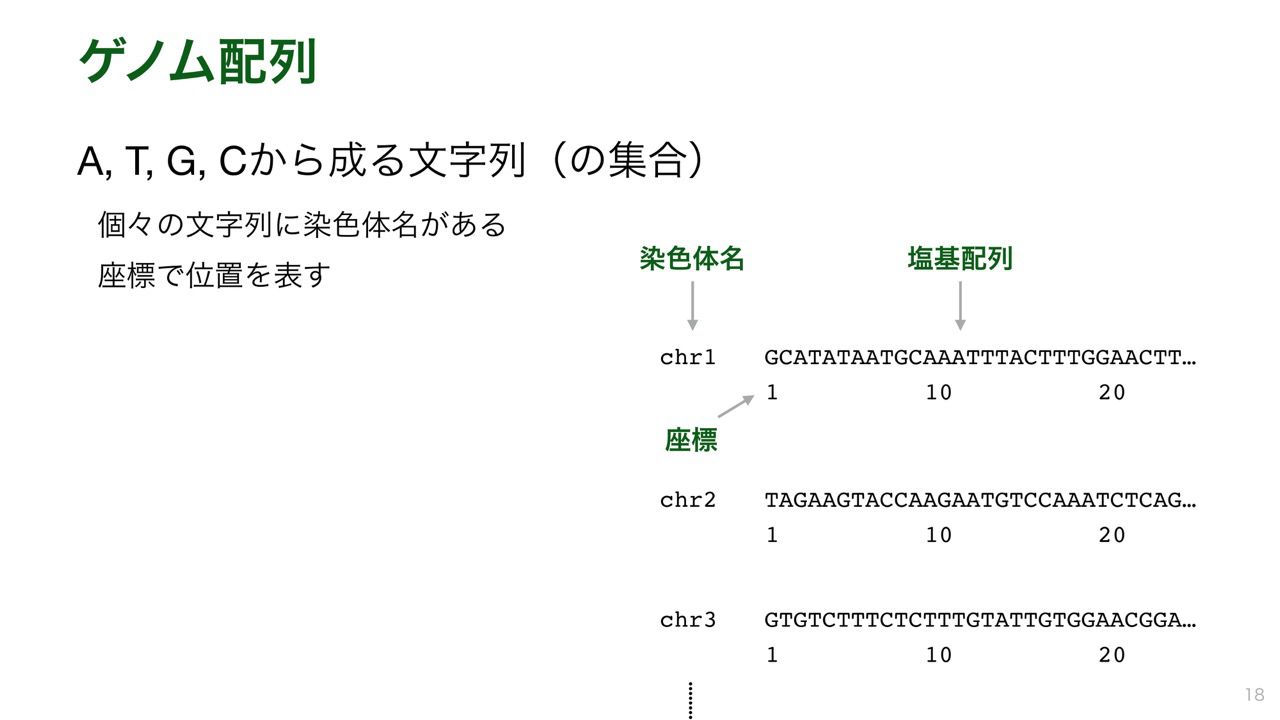 ゲノム配列
A, T, G, Cから成る文字列（の集合）
個々の文字列に染色体名がある
座標で位置を表す
染色体名 塩基配列
chr1 GCATATAATGCAAATTTACTTTGGAACTT…
1 10 20
座標
chr2 TAGAAGTACCAAGAATGTCCAAATCTCAG…
1 10 20
chr3 GTGTCTTTCTCTTTGTATTGTGGAACGGA…
1 10 20
18